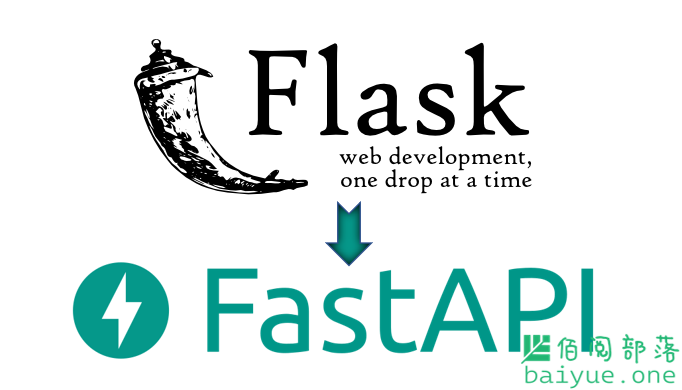 Flask
web development,
one drop at a time
FastAPI
佰阅部落
baiyue.one